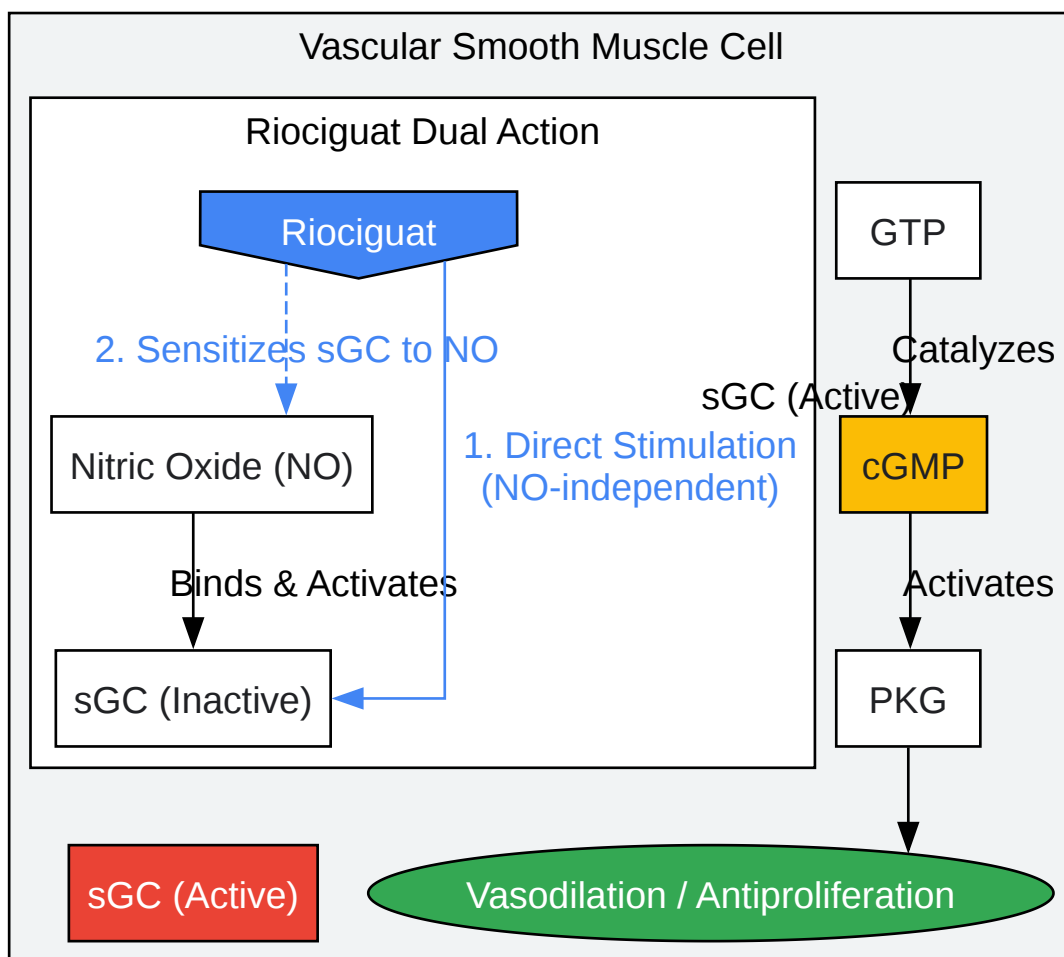 Vascular Smooth Muscle Cell
Riociguat Dual Action
Riociguat
GTP
2. Sensitizes sGC to NO
Catalyzes
sGC (Active)
Nitric Oxide (NO)
1. Direct Stimulation
(NO-independent)
cGMP
Binds & Activates
Activates
sGC (Inactive)
PKG
sGC (Active)
Vasodilation / Antiproliferation